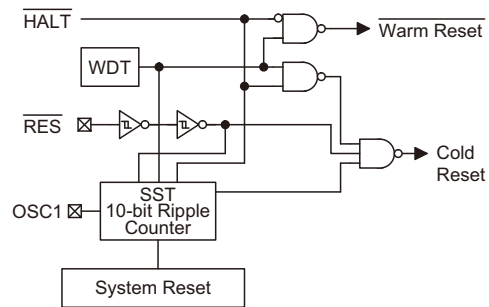 HALT
Warm Reset
WDT
RES
Cold
Reset
SST
10-bit Ripple
Counter
OSC1
System Reset